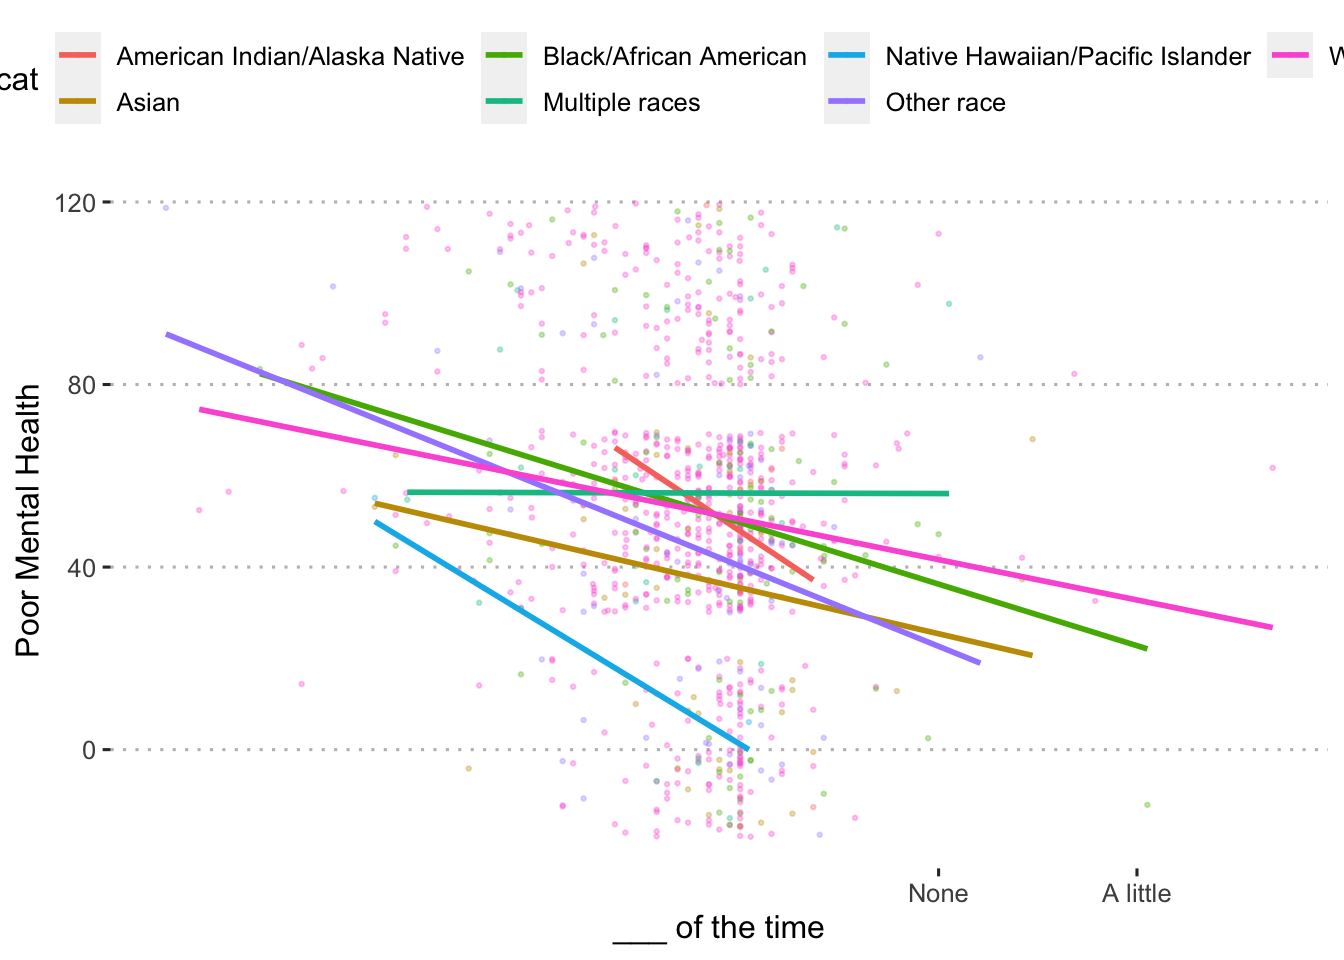 cat
American Indian/Alaska Native Black/African American Native Hawaiian/Pacific Islander
Asian Multiple races Other race
120
80
40
0
Poor Mental Health
None A little
___ of the time